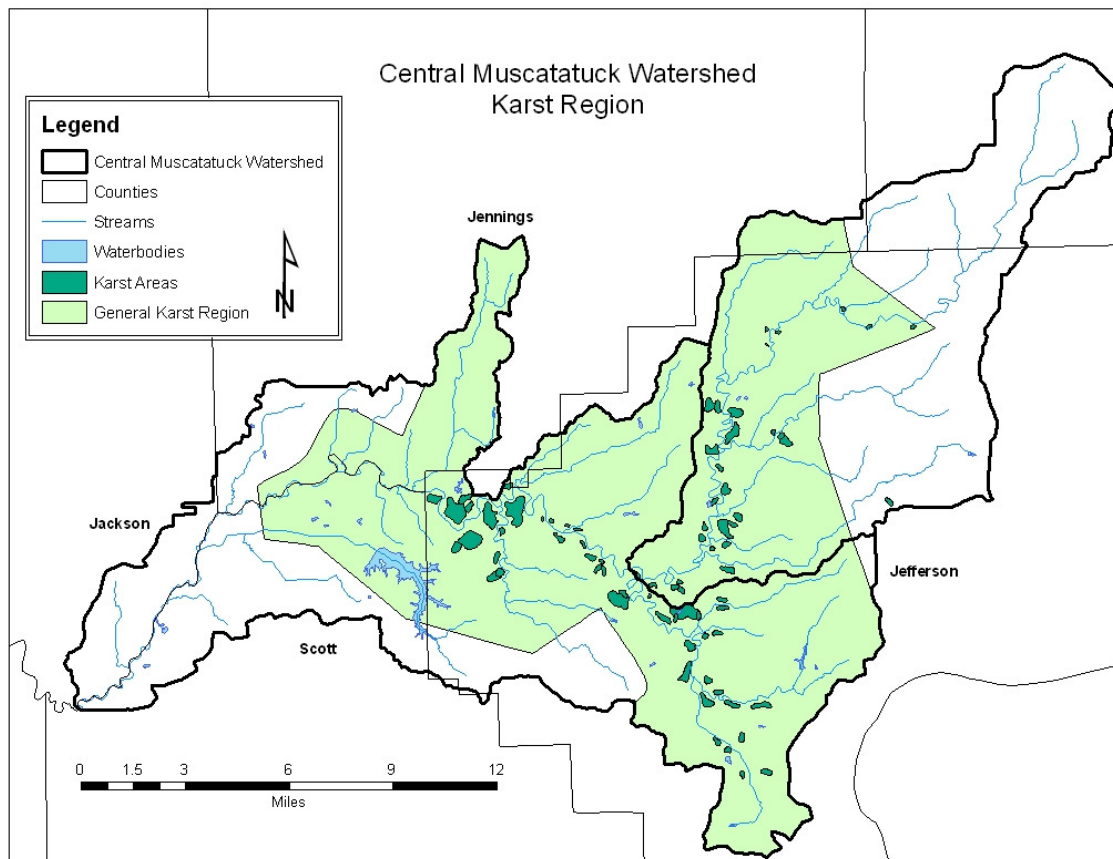 Central Muscatatuck Watershed
Karst Region
Legend
Central Muscatatuck Watershed
Counties
Streams
Waterbodies
Karst Areas
General Karst Region
N
Jennings
Jackson
Jefferson
Scott
0 1.5 3 6 9 12
Miles